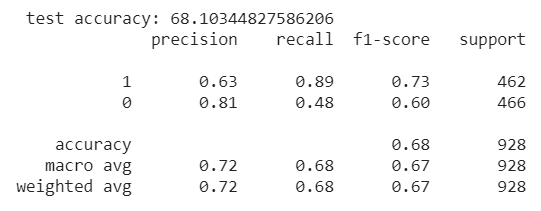 test accuracy: 68.10344827586206
precision recall f1-score support
1 0.63 0.89 0.73 462
0 0.81 0.48 0.60 466
accuracy 0.68 928
macro avg 0.72 0.68 0.67 928
weighted avg 0.72 0.68 0.67 928